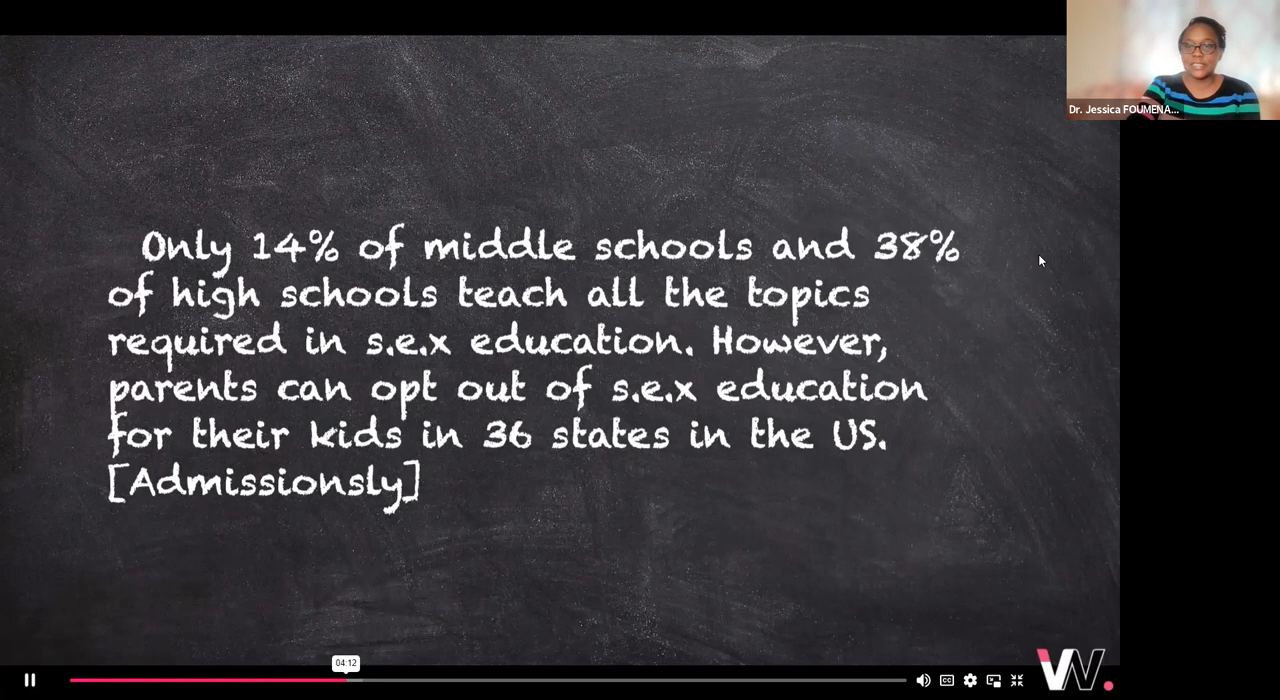 Dr. Jessica FOUMENA...
Only 14% of middle schools and 38%
of high schools teach all the topics
required in s.e.x education. However,
parents can opt out of s.e.x education
for their kids in 36 states in the US.
[Admissionsly]
04:12
CC
W.